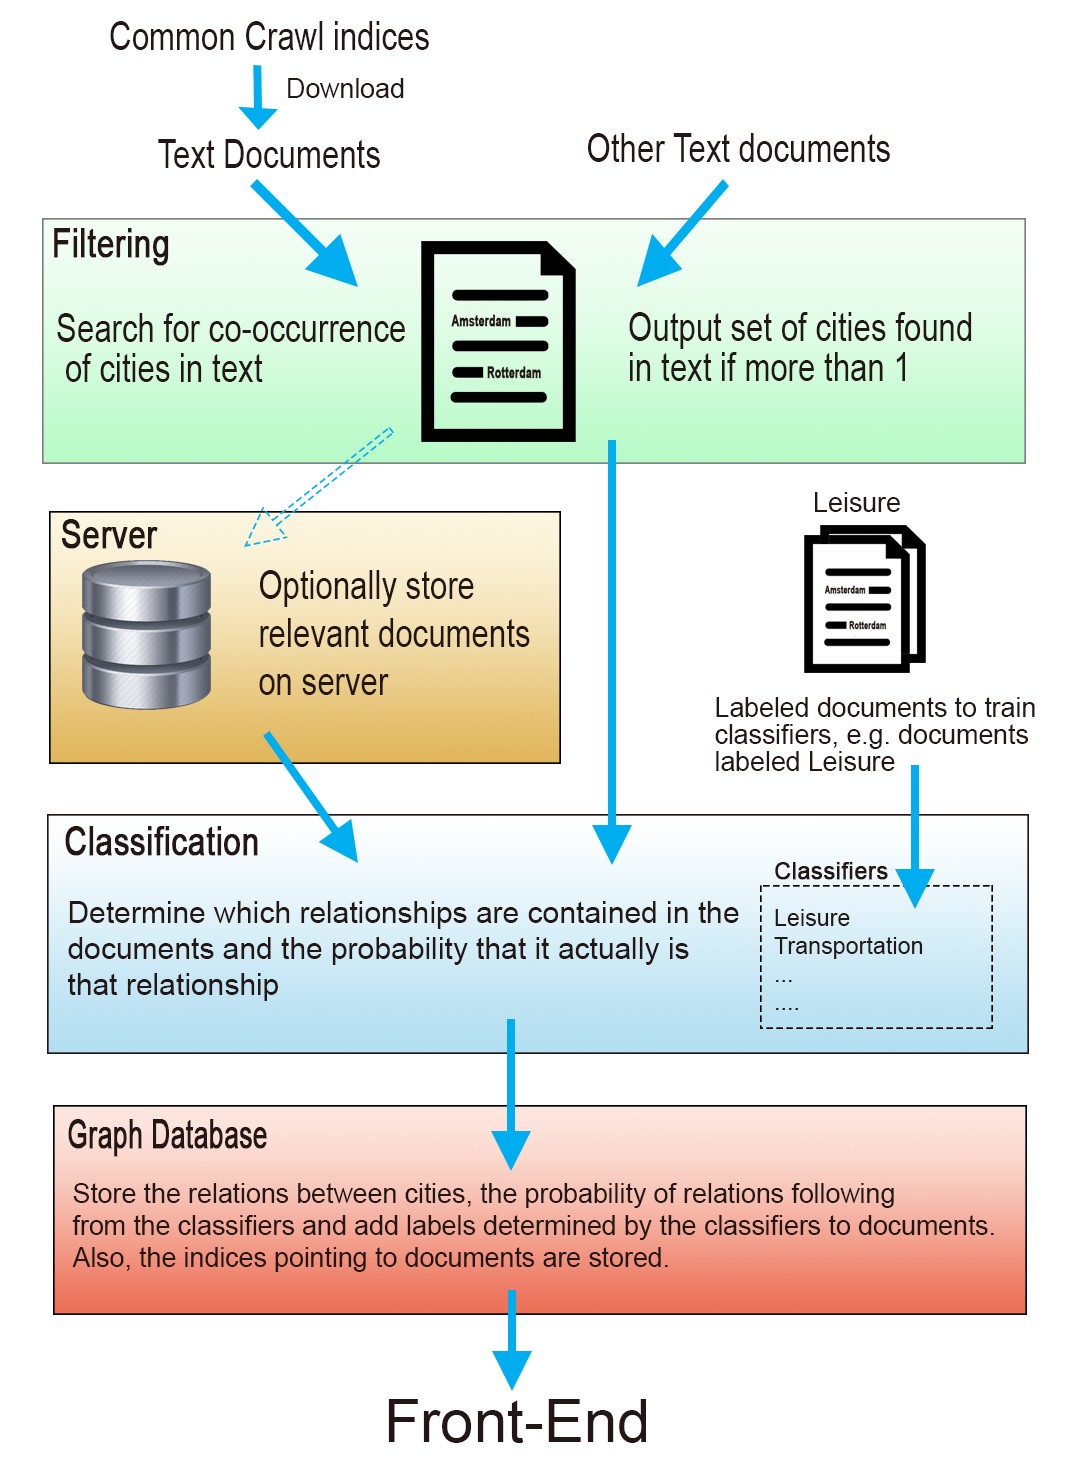 Common Crawl indices
Download
Text Documents
Other Text documents
Filtering
Search for co-occurrence
of cities in text
Amsterdam
Rotterdam
Output set of cities found
in text if more than 1
Server
Optionally store
relevant documents
on server
Leisure
Amsterdam
Rotterdam
Labeled documents to train
classifiers, e.g. documents
labeled Leisure
Classification
Determine which relationships are contained in the
documents and the probability that it actually is
that relationship
Classifiers
Leisure
Transportation
...
....
Graph Database
Store the relations between cities, the probability of relations following
from the classifiers and add labels determined by the classifiers to documents.
Also, the indices pointing to documents are stored.
Front-End